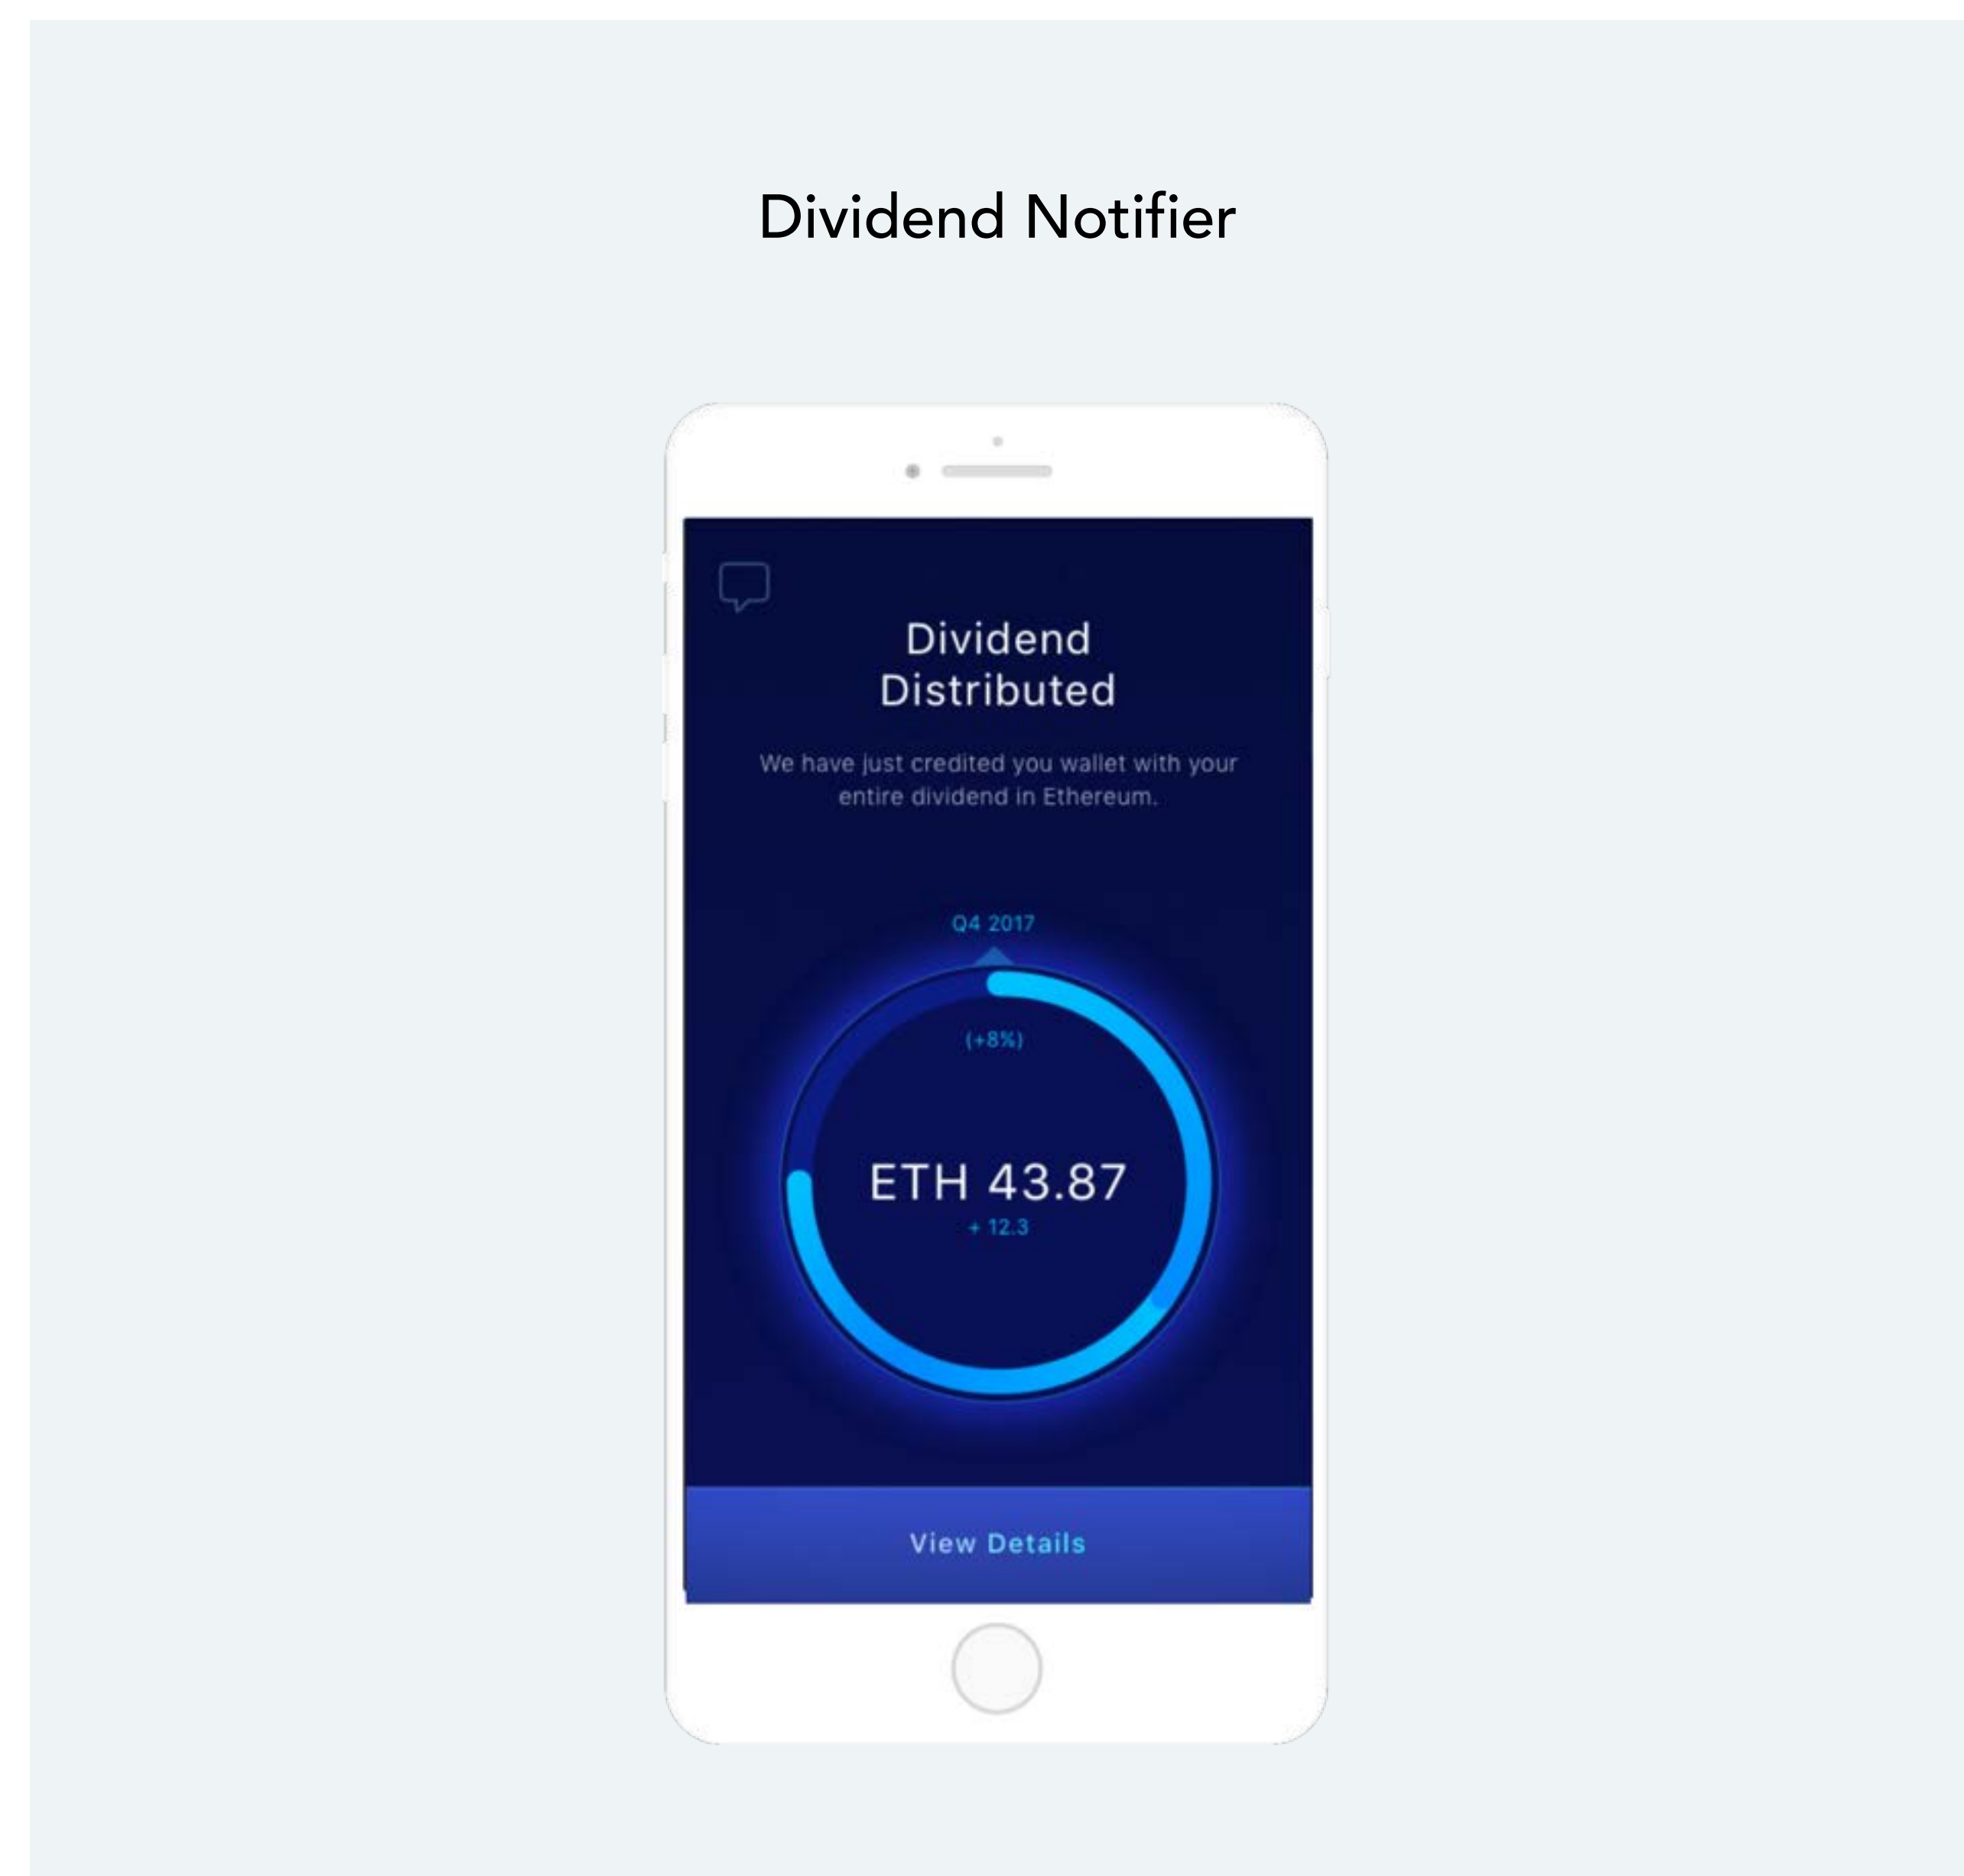 Dividend Notifier
Dividend
Distributed
We have just credited you wallet with your
entire dividend in Ethereum.
Q4 2017
(+8%)
ETH 43.87
+ 12.3
View Details